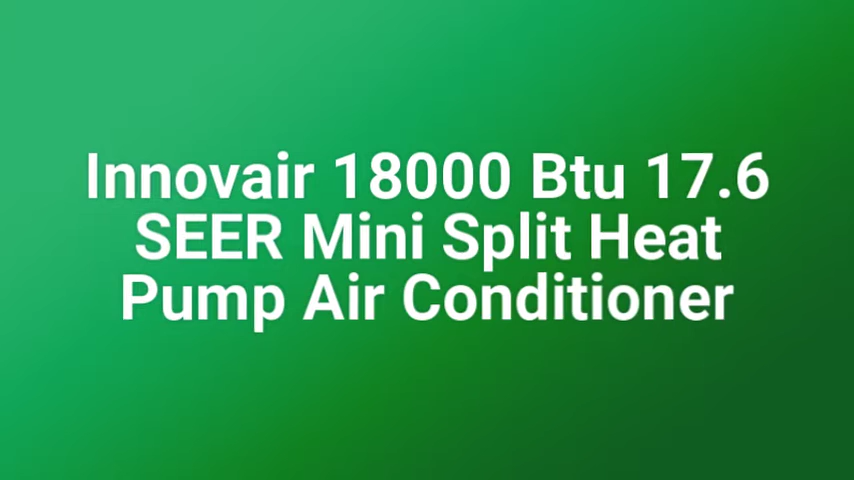 Innovair 18000 Btu 17.6
SEER Mini Split Heat
Pump Air Conditioner